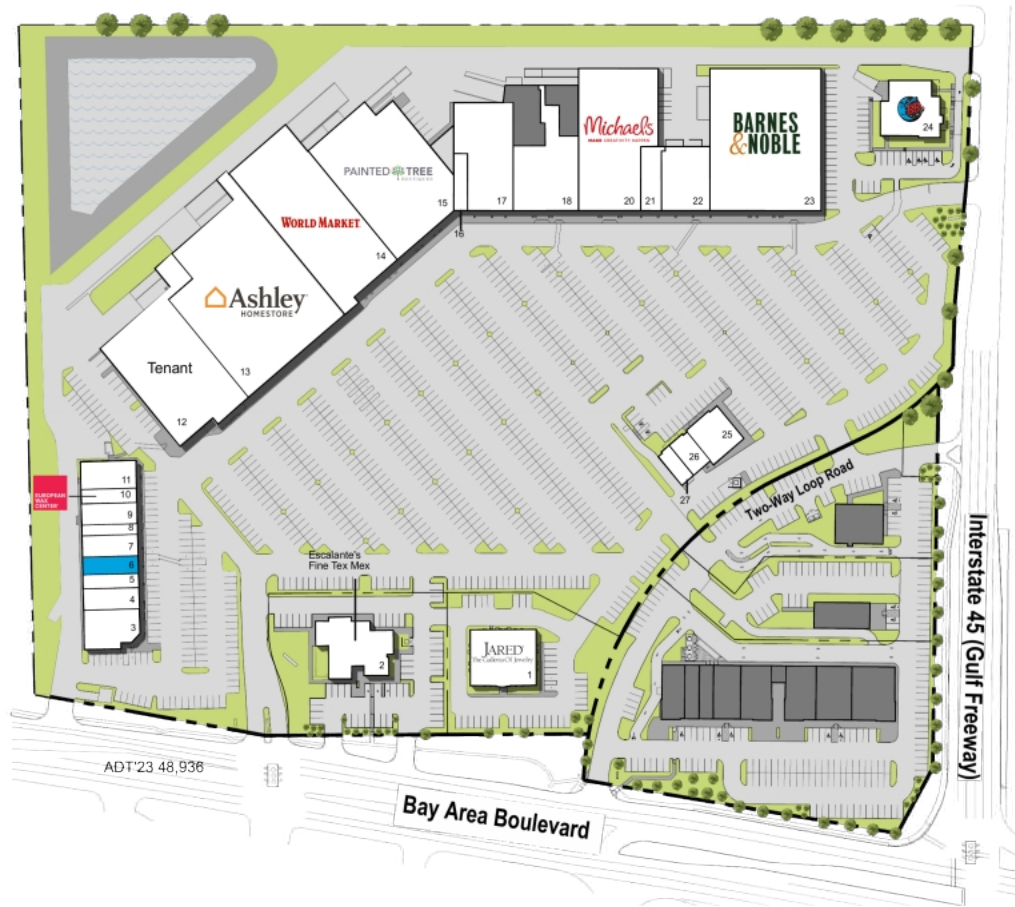 24
Michaels
MAKE CREATIVITY HAPPEN
BARNES
& NOBLE
PAINTED TREE
BOUTIQUES
15
17
18
20
21
22
23
16
WORLD MARKET
14
Ashley
HOMESTORE
13
Tenant
12
25
26
27
Two-Way Loop Road
EUROPEAN
WAX
CENTER
11
10
9
8
7
6
5
4
3
Escalante's
Fine Tex Mex
2
JARED
The Galleria Of Jewelry
1
Interstate 45 (Gulf Freeway)
ADT'23 48,936
Bay Area Boulevard